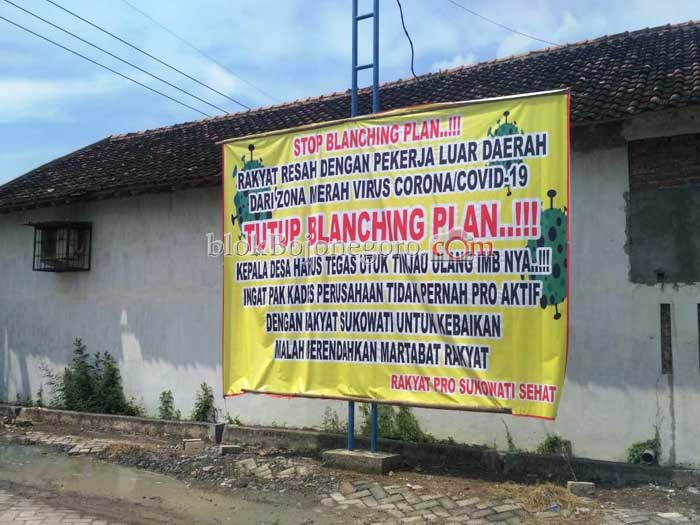 STOP BLANCHING PLAN..!!!
RAKYAT RESAH DENGAN PEKERJA LUAR DAERAH
DARI ZONA MERAH VIRUS CORONA/COVID-19
TUTUP BLANCHING PLAN..!!!
blokBojonegoro.com
KEPALA DESA HARUS TEGAS UTUK TINJAU ULANG IMB NYA..!!!
INGAT PAK KADIS PERUSAHAAN TIDAKPERNAH PRO AKTIF
DENGAN RAKYAT SUKOWATI UNTUKKEBAIKAN
MALAH MERENDAHKAN MARTABAT RAKYAT
RAKYAT PRO SUKOWATI SEHAT